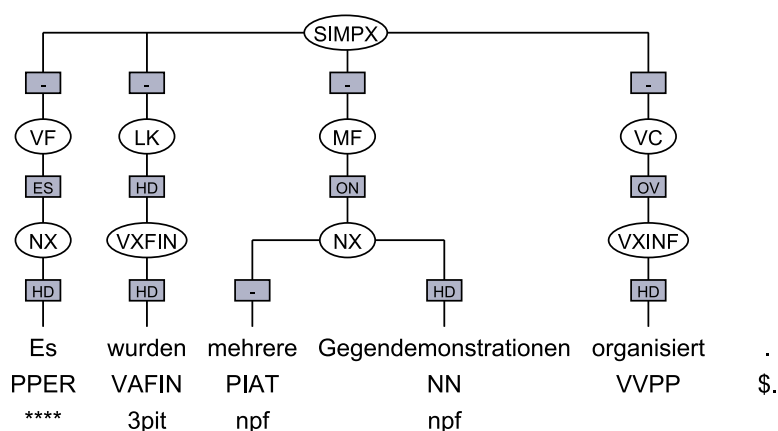 SIMPX
- - - -
VF LK MF VC
ES HD ON OV
NX VXFIN NX VXINF
HD HD - HD HD
Es wurden mehrere Gegendemonstrationen organisiert .
PPER VAFIN PIAT NN VVPP $.
**** 3pit npf npf